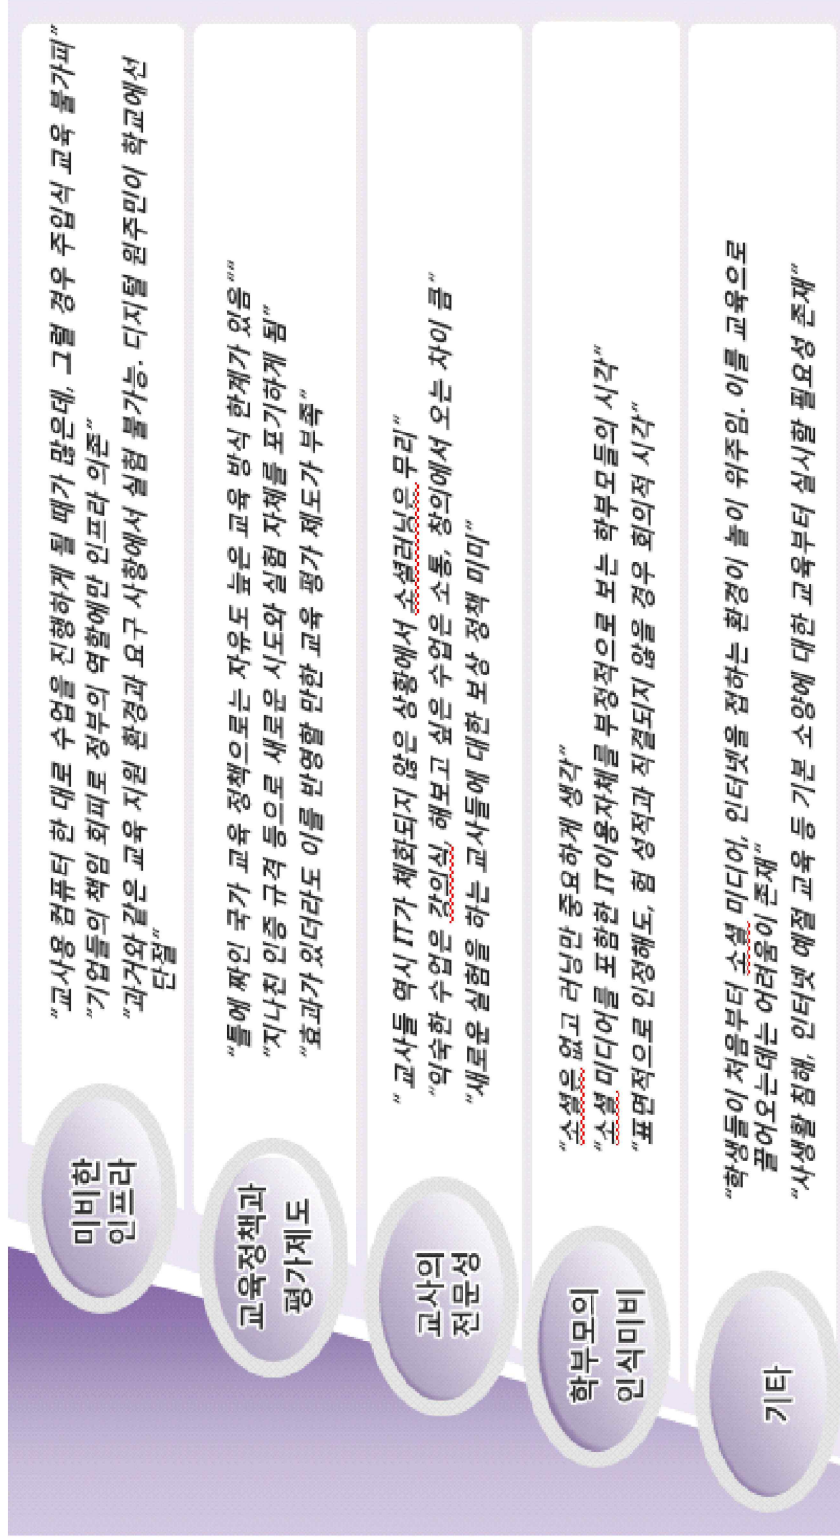 미비한
인프라
“교사용 컴퓨터 한 대로 수업을 진행하게 될 때가 많은데, 그럴 경우 주입식 교육 불가피”
“기업들의 책임 회피로 정부의 역할에만 인프라 의존”
“과거와 같은 교육 지원 환경과 요구 사항에서 실험 불가능. 디지털 원주민이 학교에선
단절”
교육정책과
평가제도
“틀에 짜인 국가 교육 정책으로는 자유도 높은 교육 방식 한계가 있음””
“지나친 인증 규격 등으로 새로운 시도와 실험 자체를 포기하게 됨”
“효과가 있더라도 이를 반영할 만한 교육 평가 제도가 부족”
교사의
전문성
“ 교사들 역시 IT가 체화되지 않은 상황에서 소셜러닝은 무리”
“익숙한 수업은 강의식, 해보고 싶은 수업은 소통, 창의에서 오는 차이 큼”
“새로운 실험을 하는 교사들에 대한 보상 정책 미미”
학부모의
인식미비
“소셜은 없고 러닝만 중요하게 생각”
“소셜 미디어를 포함한 IT이용자체를 부정적으로 보는 학부모들의 시각”
“표면적으로 인정해도, 험 성적과 직결되지 않을 경우 회의적 시각”
기타
“학생들이 처음부터 소셜 미디어, 인터넷을 접하는 환경이 놀이 위주임. 이를 교육으로
끌어오는데는 어려움이 존재”
“사생활 침해, 인터넷 예절 교육 등 기본 소양에 대한 교육부터 실시할 필요성 존재”